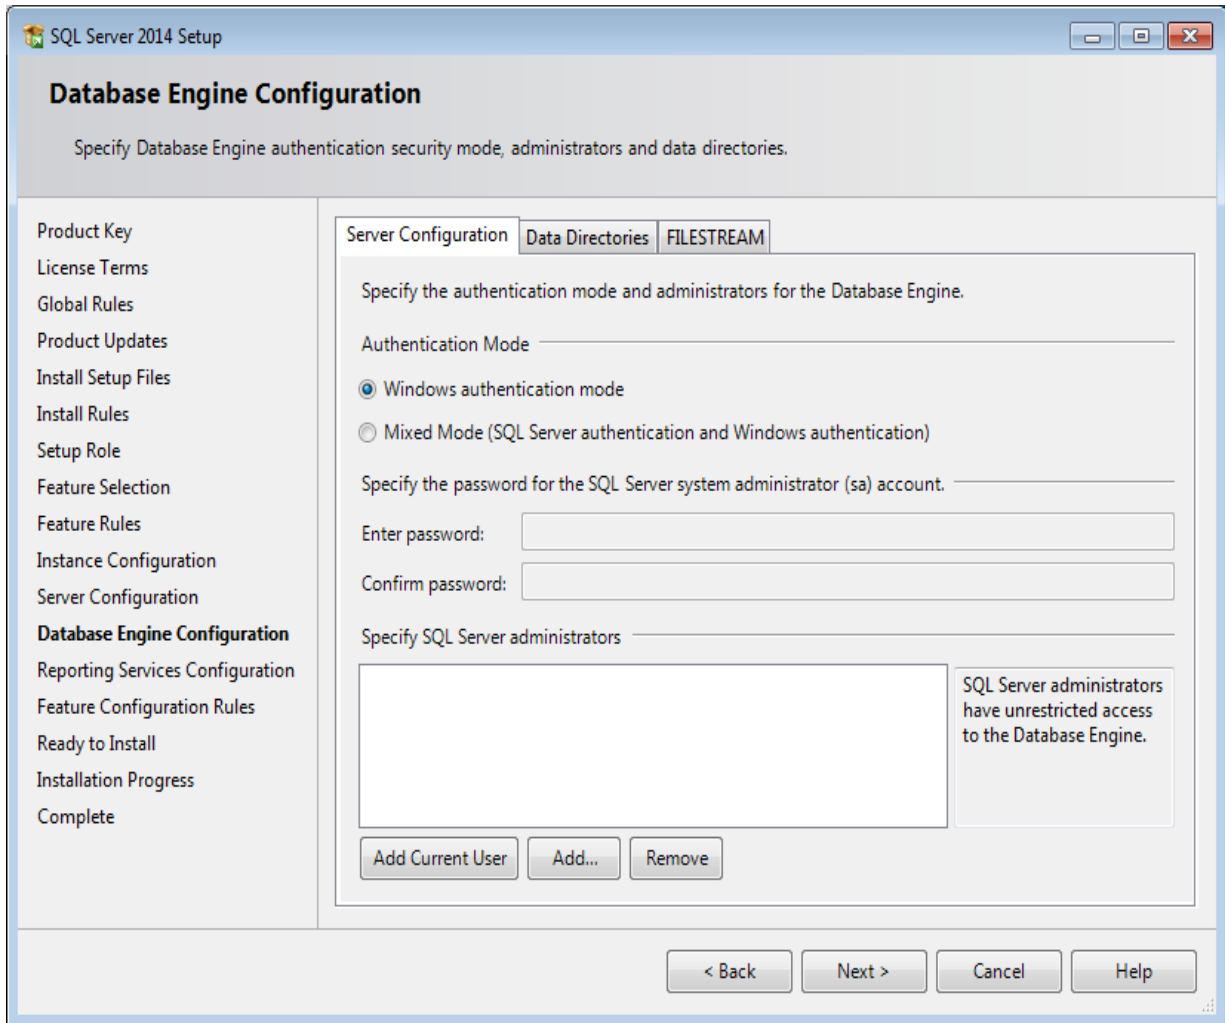 SQL Server 2014 Setup
Database Engine Configuration
Specify Database Engine authentication security mode, administrators and data directories.
Product Key
License Terms
Global Rules
Product Updates
Install Setup Files
Install Rules
Setup Role
Feature Selection
Feature Rules
Instance Configuration
Server Configuration
Database Engine Configuration
Reporting Services Configuration
Feature Configuration Rules
Ready to Install
Installation Progress
Complete
Server Configuration Data Directories FILESTREAM
Specify the authentication mode and administrators for the Database Engine.
Authentication Mode
Windows authentication mode
Mixed Mode (SQL Server authentication and Windows authentication)
Specify the password for the SQL Server system administrator (sa) account.
Enter password:
Confirm password:
Specify SQL Server administrators
SQL Server administrators
have unrestricted access
to the Database Engine.
Add Current User Add... Remove
< Back Next > Cancel Help